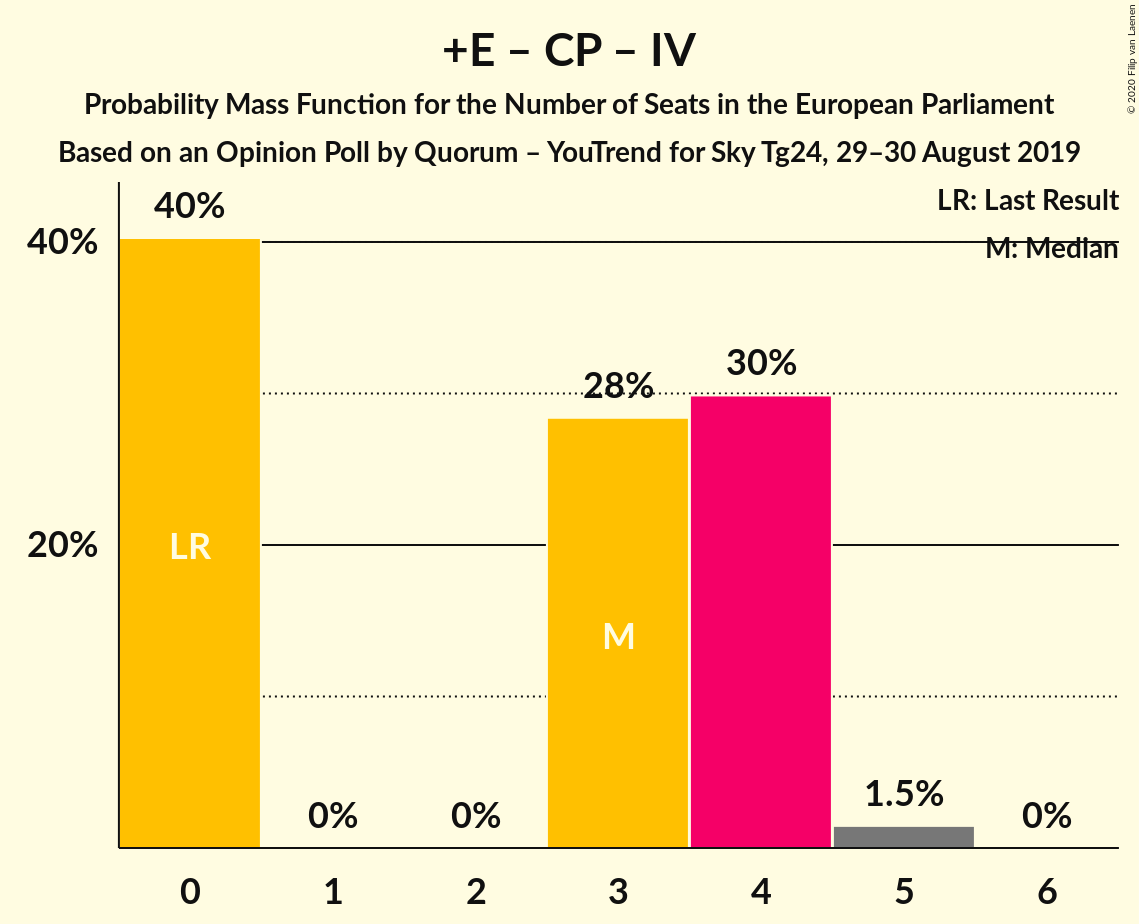 +E – CP – IV
Probability Mass Function for the Number of Seats in the European Parliament
Based on an Opinion Poll by Quorum – YouTrend for Sky Tg24, 29–30 August 2019
© 2020 Filip van Laenen
LR: Last Result
M: Median
40%
20%
40%
0%
0%
28%
30%
1.5%
0%
LR
M
0 1 2 3 4 5 6